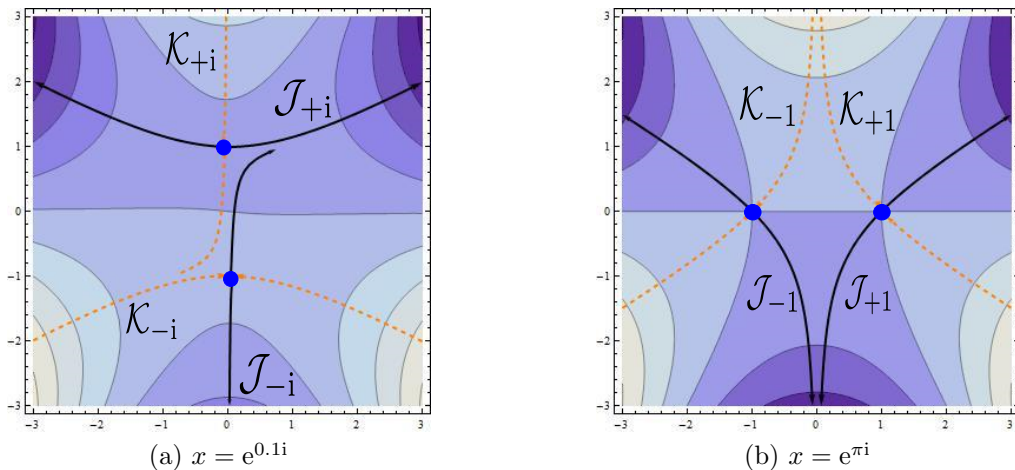 3
2
1
0
−1
−2
−3
−3 −2 −1 0 1 2 3
𝒦₊ᵢ
𝒥₊ᵢ
𝒦₋ᵢ
𝒥₋ᵢ
(a) x = e^{0.1i}
3
2
1
0
−1
−2
−3
−3 −2 −1 0 1 2 3
𝒦₋₁ 𝒦₊₁
𝒥₋₁ 𝒥₊₁
(b) x = e^{πi}